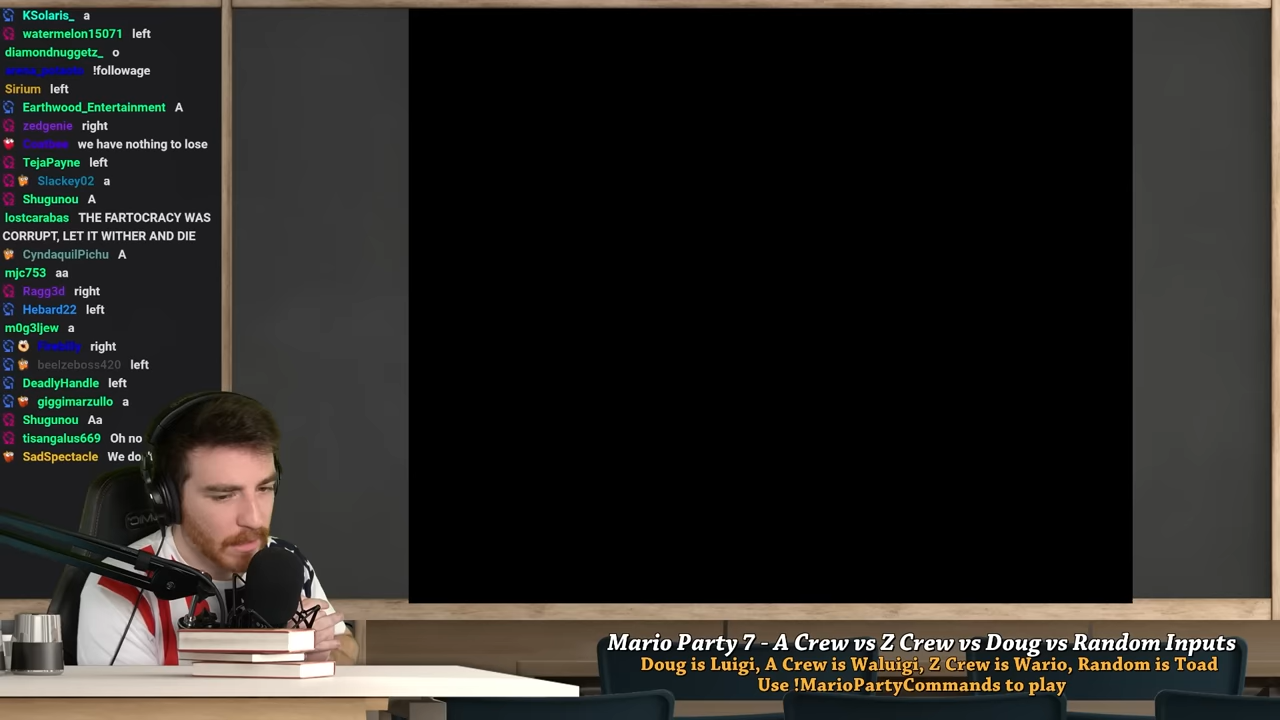 KSolaris_ a
watermelon15071 left
diamondnuggetz_ o
!followage
Sirium left
Earthwood_Entertainment A
zedgenie right
we have nothing to lose
TejaPayne left
Slackey02 a
Shugunou A
lostcarabas THE FARTOCRACY WAS
CORRUPT, LET IT WITHER AND DIE
CyndaquilPichu A
mjc753 aa
Ragg3d right
Hebard22 left
m0g3ljew a
right
beelzeboss420 left
DeadlyHandle left
giggimarzullo a
Shugunou Aa
tisangalus669 Oh no
SadSpectacle We
Mario Party 7 - A Crew vs Z Crew vs Doug vs Random Inputs
Doug is Luigi, A Crew is Waluigi, Z Crew is Wario, Random is Toad
Use !MarioPartyCommands to play